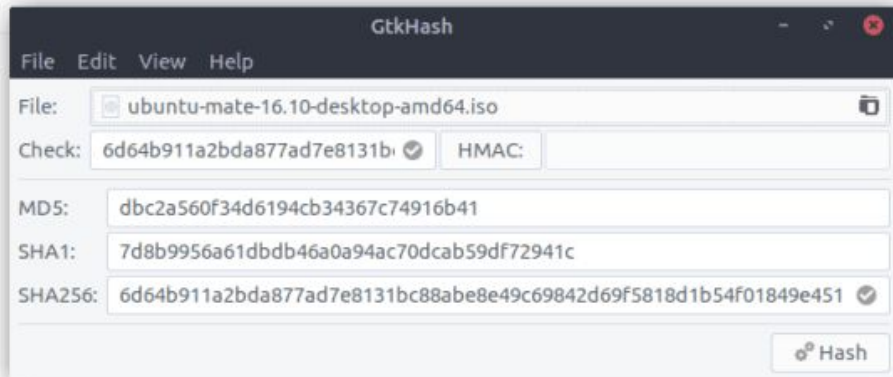 GtkHash
File Edit View Help
File: ubuntu-mate-16.10-desktop-amd64.iso
Check: 6d64b911a2bda877ad7e8131b HMAC:
MD5: dbc2a560f34d6194cb34367c74916b41
SHA1: 7d8b9956a61dbdb46a0a94ac70dcab59df72941c
SHA256: 6d64b911a2bda877ad7e8131bc88abe8e49c69842d69f5818d1b54f01849e451
Hash